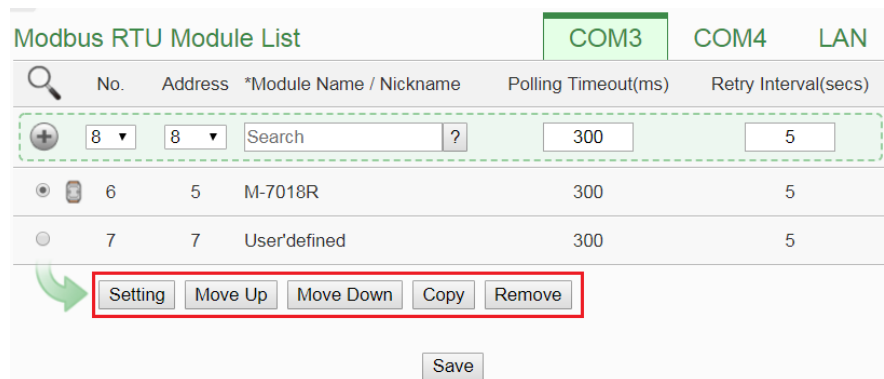 Modbus RTU Module List COM3 COM4 LAN
No. Address *Module Name / Nickname Polling Timeout(ms) Retry Interval(secs)
8 8 Search ? 300 5
6 5 M-7018R 300 5
7 7 User'defined 300 5
Setting Move Up Move Down Copy Remove
Save